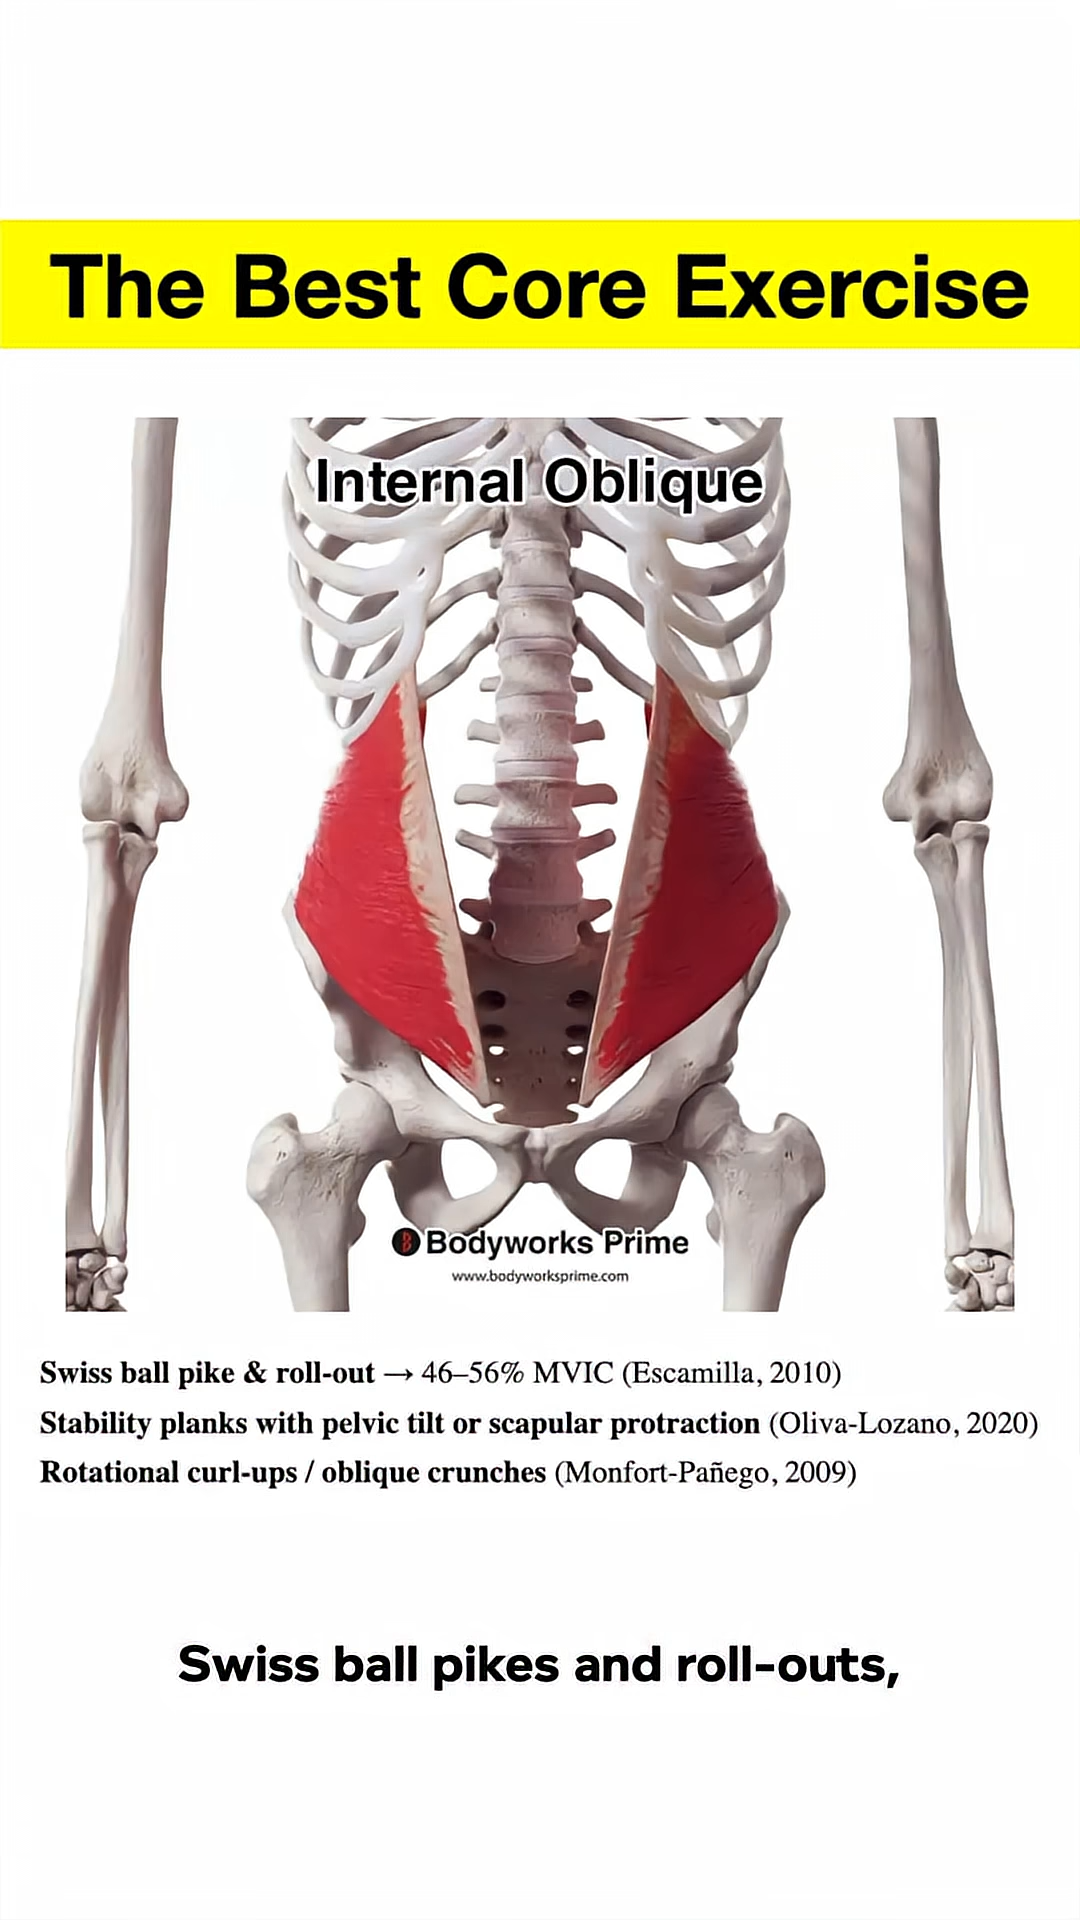 The Best Core Exercise
Internal Oblique
Bodyworks Prime
www.bodyworksprime.com
Swiss ball pike & roll-out → 46–56% MVIC (Escamilla, 2010)
Stability planks with pelvic tilt or scapular protraction (Oliva-Lozano, 2020)
Rotational curl-ups / oblique crunches (Monfort-Pañego, 2009)
Swiss ball pikes and roll-outs,